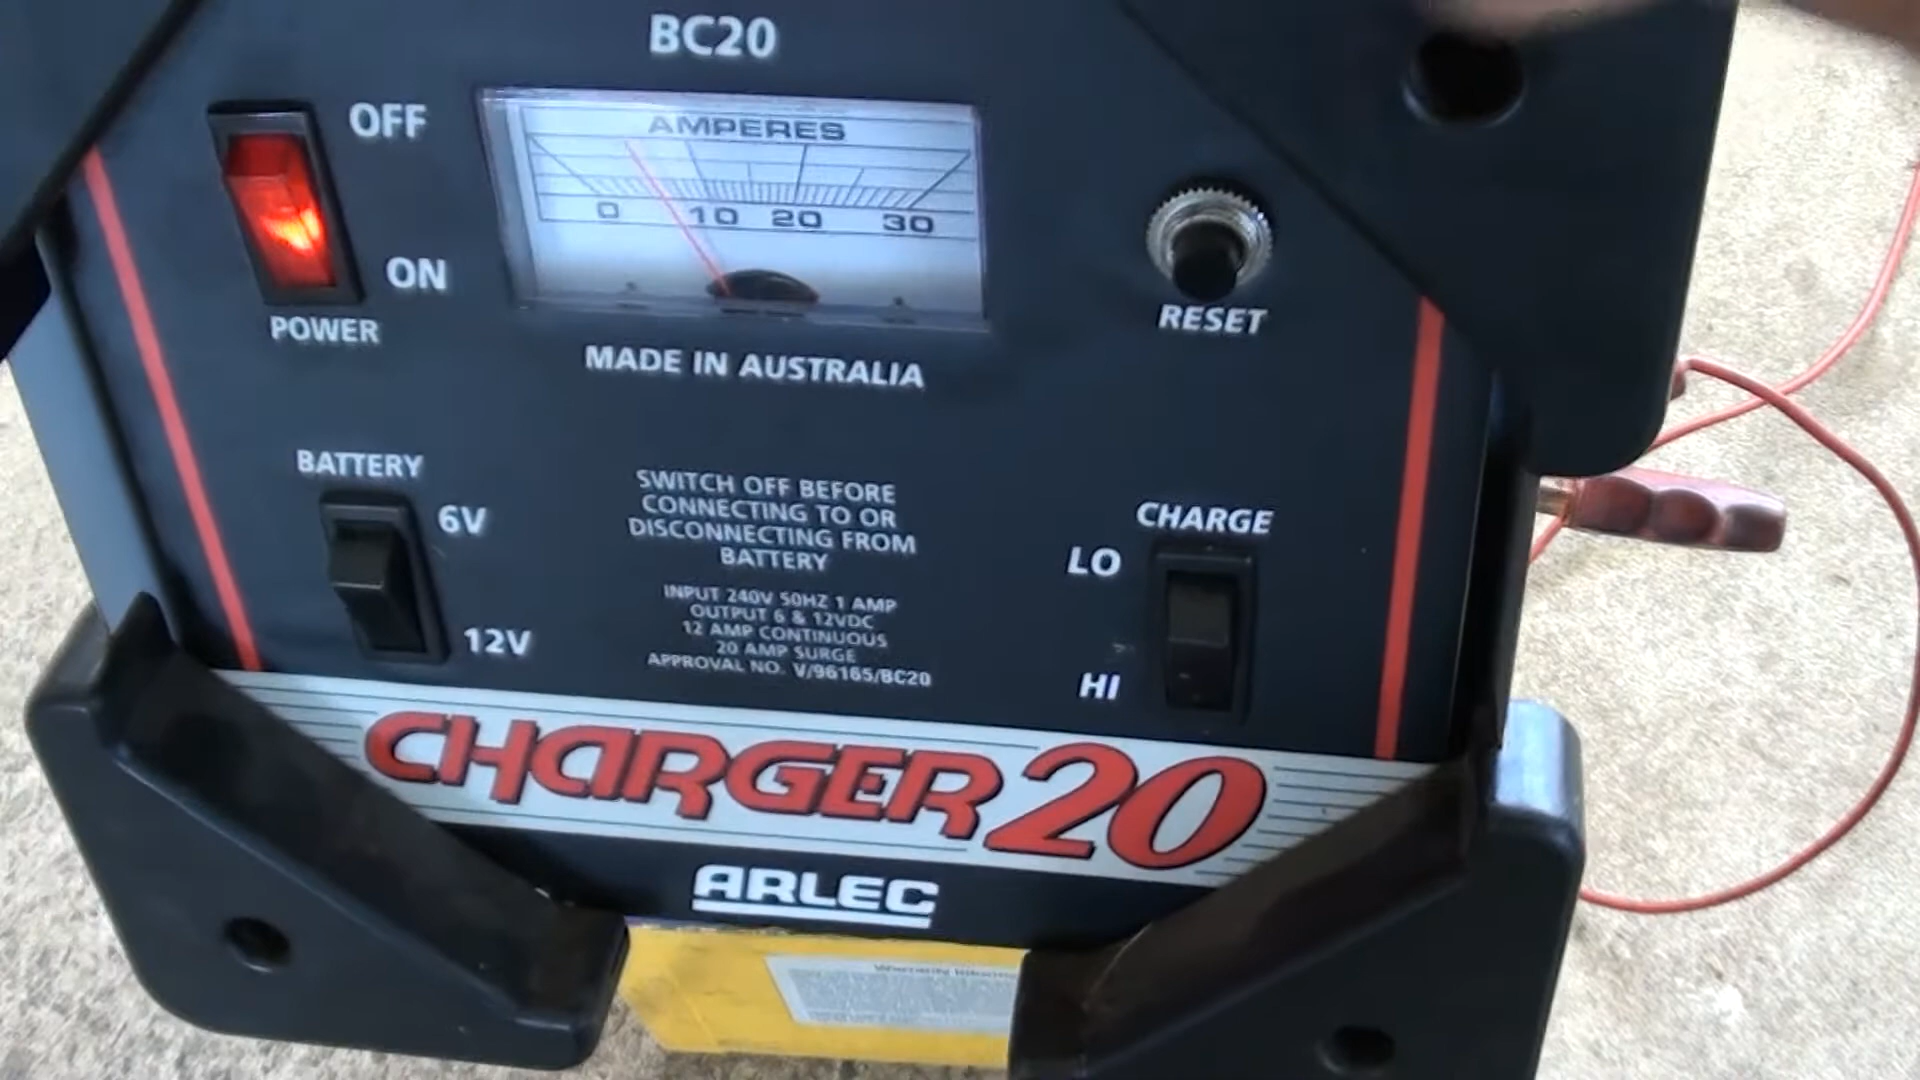 BC20
OFF
AMPERES
0 10 20 30
ON
POWER
RESET
MADE IN AUSTRALIA
BATTERY
6V
12V
SWITCH OFF BEFORE
CONNECTING TO OR
DISCONNECTING FROM
BATTERY
INPUT 240V 50HZ 1 AMP
OUTPUT 6 & 12VDC
12 AMP CONTINUOUS
20 AMP SURGE
APPROVAL NO. V/96165/BC20
CHARGE
LO
HI
CHARGER 20
ARLEC